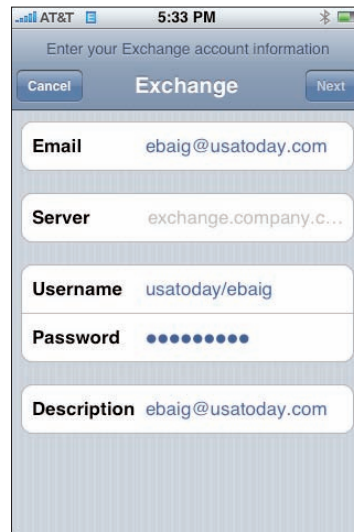 AT&T 5:33 PM
Enter your Exchange account information
Cancel Exchange Next
Email ebaig@usatoday.com
Server exchange.company.c...
Username usatoday/ebaig
Password ●●●●●●●●●
Description ebaig@usatoday.com